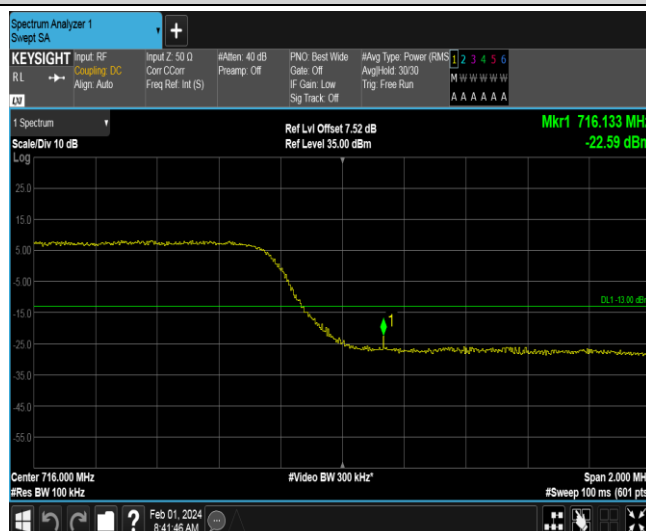 Spectrum Analyzer 1
Swept SA
KEYSIGHT
RL
LXI
Input: RF
Coupling: DC
Align: Auto
Input Z: 50 Ω
Corr CCorr
Freq Ref: Int (S)
#Atten: 40 dB
Preamp: Off
PNO: Best Wide
Gate: Off
IF Gain: Low
Sig Track: Off
#Avg Type: Power (RMS
Avg|Hold: 30/30
Trig: Free Run
1 2 3 4 5 6
M W W W W W
A A A A A A
1 Spectrum
Scale/Div 10 dB
Log
Ref Lvl Offset 7.52 dB
Ref Level 35.00 dBm
Mkr1 716.133 MHz
-22.59 dBm
25.0
15.0
5.00
-5.00
-15.0
-25.0
-35.0
-45.0
-55.0
DL1 -13.00 dBm
1
Center 716.000 MHz
#Res BW 100 kHz
#Video BW 300 kHz*
Span 2.000 MHz
#Sweep 100 ms (601 pts
?
Feb 01, 2024
8:41:46 AM